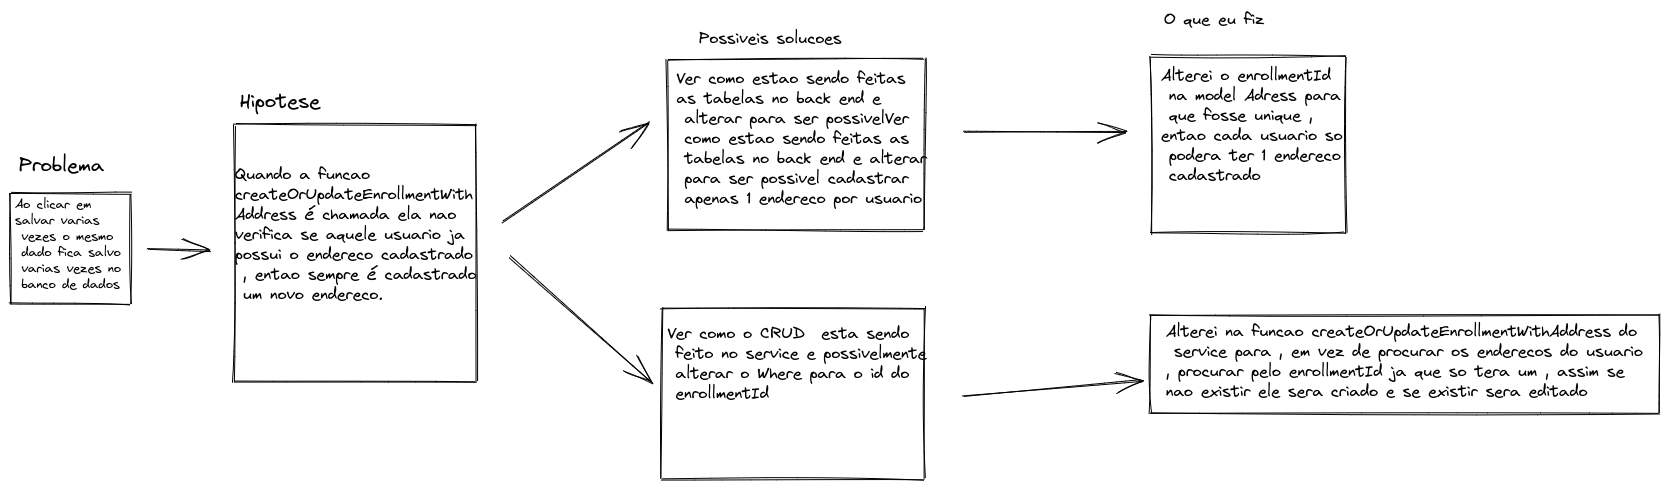 Problema
Ao clicar em
salvar varias
vezes o mesmo
dado fica salvo
varias vezes no
banco de dados
Hipotese
Quando a funcao
createOrUpdateEnrollmentWith
Address é chamada ela nao
verifica se aquele usuario ja
possui o endereco cadastrado
, entao sempre é cadastrado
um novo endereco.
Possiveis solucoes
Ver como estao sendo feitas
as tabelas no back end e
alterar para ser possivelVer
como estao sendo feitas as
tabelas no back end e alterar
para ser possivel cadastrar
apenas 1 endereco por usuario
Ver como o CRUD  esta sendo
feito no service e possivelmente
alterar o Where para o id do
enrollmentId
O que eu fiz
Alterei o enrollmentId
na model Adress para
que fosse unique ,
entao cada usuario so
podera ter 1 endereco
cadastrado
Alterei na funcao createOrUpdateEnrollmentWithAddress do
service para , em vez de procurar os enderecos do usuario
, procurar pelo enrollmentId ja que so tera um , assim se
nao existir ele sera criado e se existir sera editado